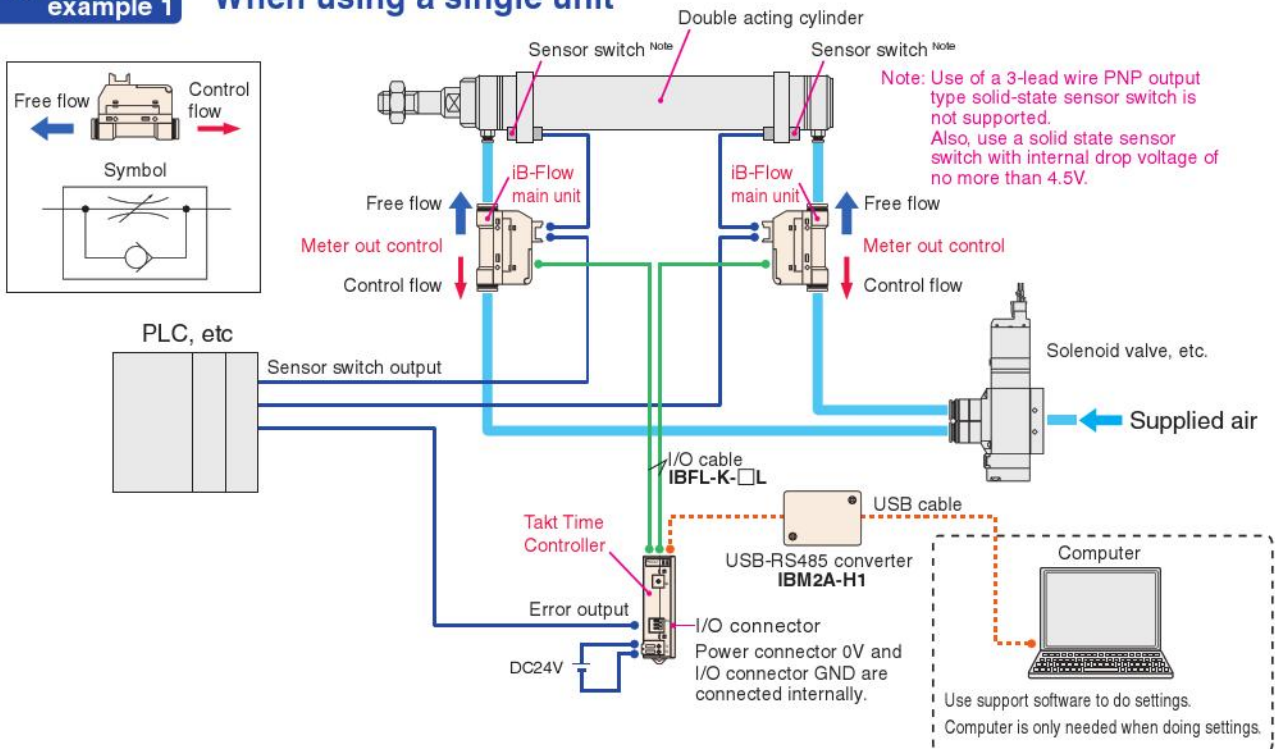 example 1
When using a single unit
Double acting cylinder
Sensor switch Note
Sensor switch Note
Note: Use of a 3-lead wire PNP output
type solid-state sensor switch is
not supported.
Also, use a solid state sensor
switch with internal drop voltage of
no more than 4.5V.
Free flow
Control
flow
Symbol
iB-Flow
main unit
iB-Flow
main unit
Free flow
Free flow
Meter out control
Meter out control
Control flow
Control flow
PLC, etc
Sensor switch output
Solenoid valve, etc.
Supplied air
I/O cable
IBFL-K-□L
USB cable
Takt Time
Controller
USB-RS485 converter
IBM2A-H1
Computer
Error output
I/O connector
Power connector 0V and
I/O connector GND are
connected internally.
DC24V
Use support software to do settings.
Computer is only needed when doing settings.